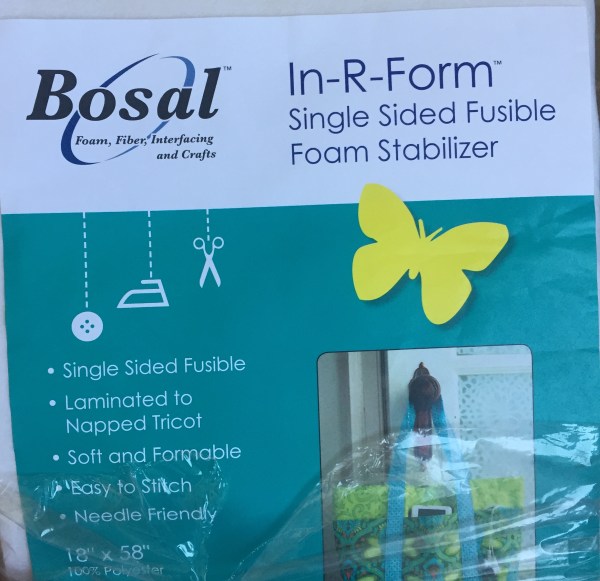 Bosal™
Foam, Fiber, Interfacing
and Crafts
In-R-Form™
Single Sided Fusible
Foam Stabilizer
• Single Sided Fusible
• Laminated to
Napped Tricot
• Soft and Formable
• Easy to Stitch
• Needle Friendly
18" x 58"
100% Polyester